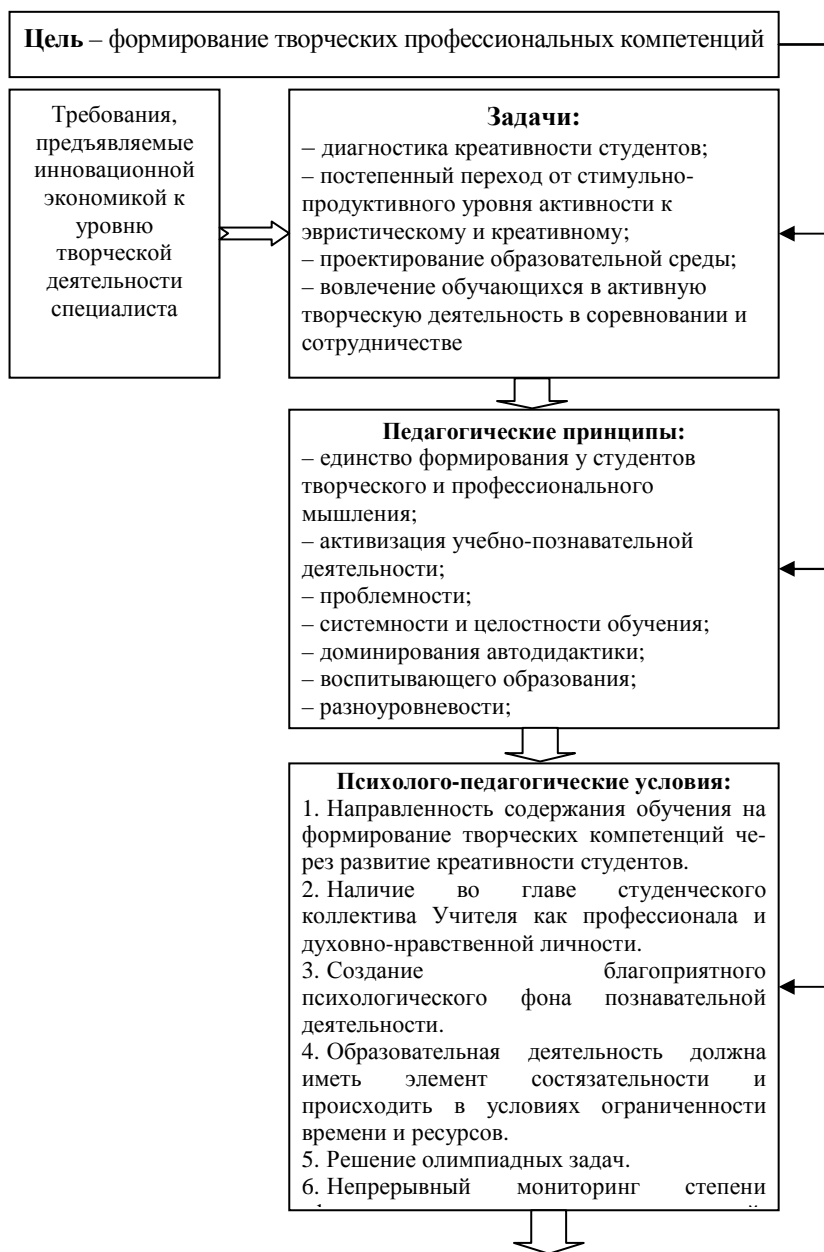 Цель – формирование творческих профессиональных компетенций
Требования,
предъявляемые
инновационной
экономикой к
уровню
творческой
деятельности
специалиста
Задачи:
– диагностика креативности студентов;
– постепенный переход от стимульно-
продуктивного уровня активности к
эвристическому и креативному;
– проектирование образовательной среды;
– вовлечение обучающихся в активную
творческую деятельность в соревновании и
сотрудничестве
Педагогические принципы:
– единство формирования у студентов
творческого и профессионального
мышления;
– активизация учебно-познавательной
деятельности;
– проблемности;
– системности и целостности обучения;
– доминирования автодидактики;
– воспитывающего образования;
– разноуровневости;
Психолого-педагогические условия:
1. Направленность содержания обучения на
формирование творческих компетенций че-
рез развитие креативности студентов.
2. Наличие во главе студенческого
коллектива Учителя как профессионала и
духовно-нравственной личности.
3. Создание благоприятного
психологического фона познавательной
деятельности.
4. Образовательная деятельность должна
иметь элемент состязательности и
происходить в условиях ограниченности
времени и ресурсов.
5. Решение олимпиадных задач.
6. Непрерывный мониторинг степени